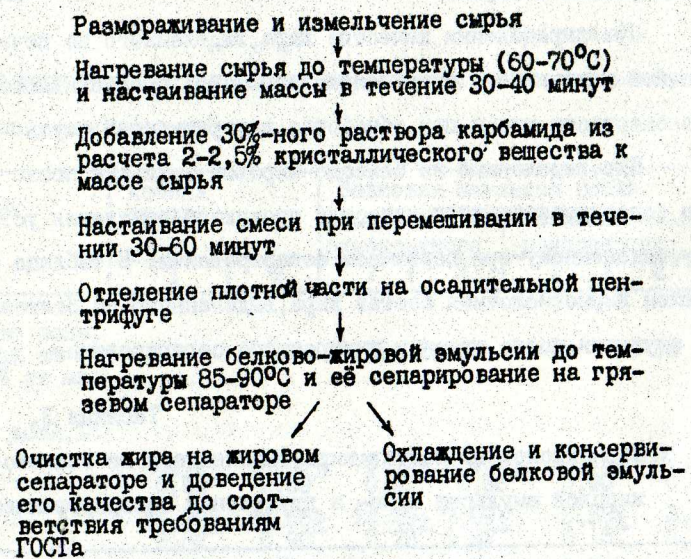 Размораживание и измельчение сырья
Нагревание сырья до температуры (60-70°С)
и настаивание массы в течение 30-40 минут
Добавление 30%-ного раствора карбамида из
расчета 2-2,5% кристаллического вещества к
массе сырья
Настаивание смеси при перемешивании в тече-
нии 30-60 минут
Отделение плотной части на осадительной цен-
трифуге
Нагревание белково-жировой эмульсии до тем-
пературы 85-90°С и её сепарирование на гря-
зевом сепараторе
Очистка жира на жировом
сепараторе и доведение
его качества до соот-
ветствия требованиям
ГОСТа
Охлаждение и консерви-
рование белковой эмуль-
сии